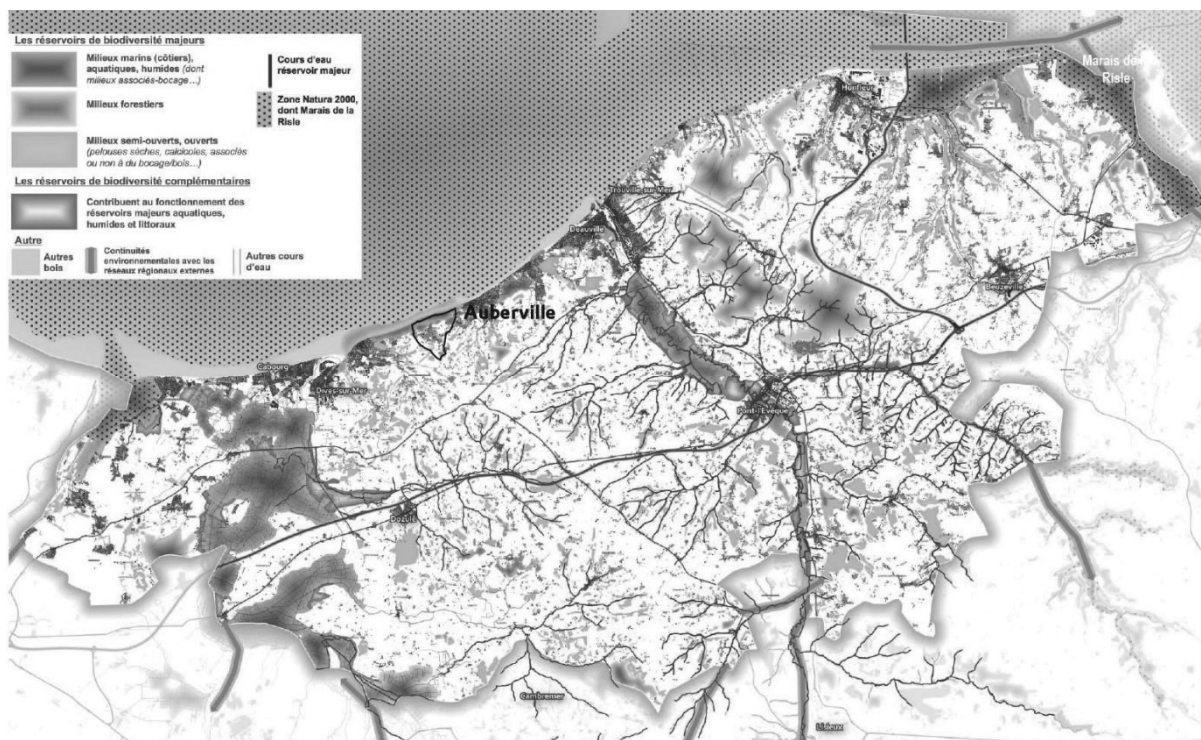 Les réservoirs de biodiversité majeurs
Milieux marins (côtiers),
aquatiques, humides (dont
milieux associés-bocage...)
Milieux forestiers
Milieux semi-ouverts, ouverts
(pelouses sèches, calcicoles, associés
ou non à du bocage/bois...)
Cours d'eau
réservoir majeur
Zone Natura 2000,
dont Marais de la
Risle
Les réservoirs de biodiversité complémentaires
Contribuent au fonctionnement des
réservoirs majeurs aquatiques,
humides et littoraux
Autre
Autres
bois
Continuités
environnementales avec les
réseaux régionaux externes
Autres cours
d'eau
Marais de
Risle
Honfleur
Trouville-sur-Mer
Deauville
Beuzeville
Auberville
Cabourg
Dives-sur-Mer
Pont-l'Evêque
Dozulé
Cambremer
Lisieux